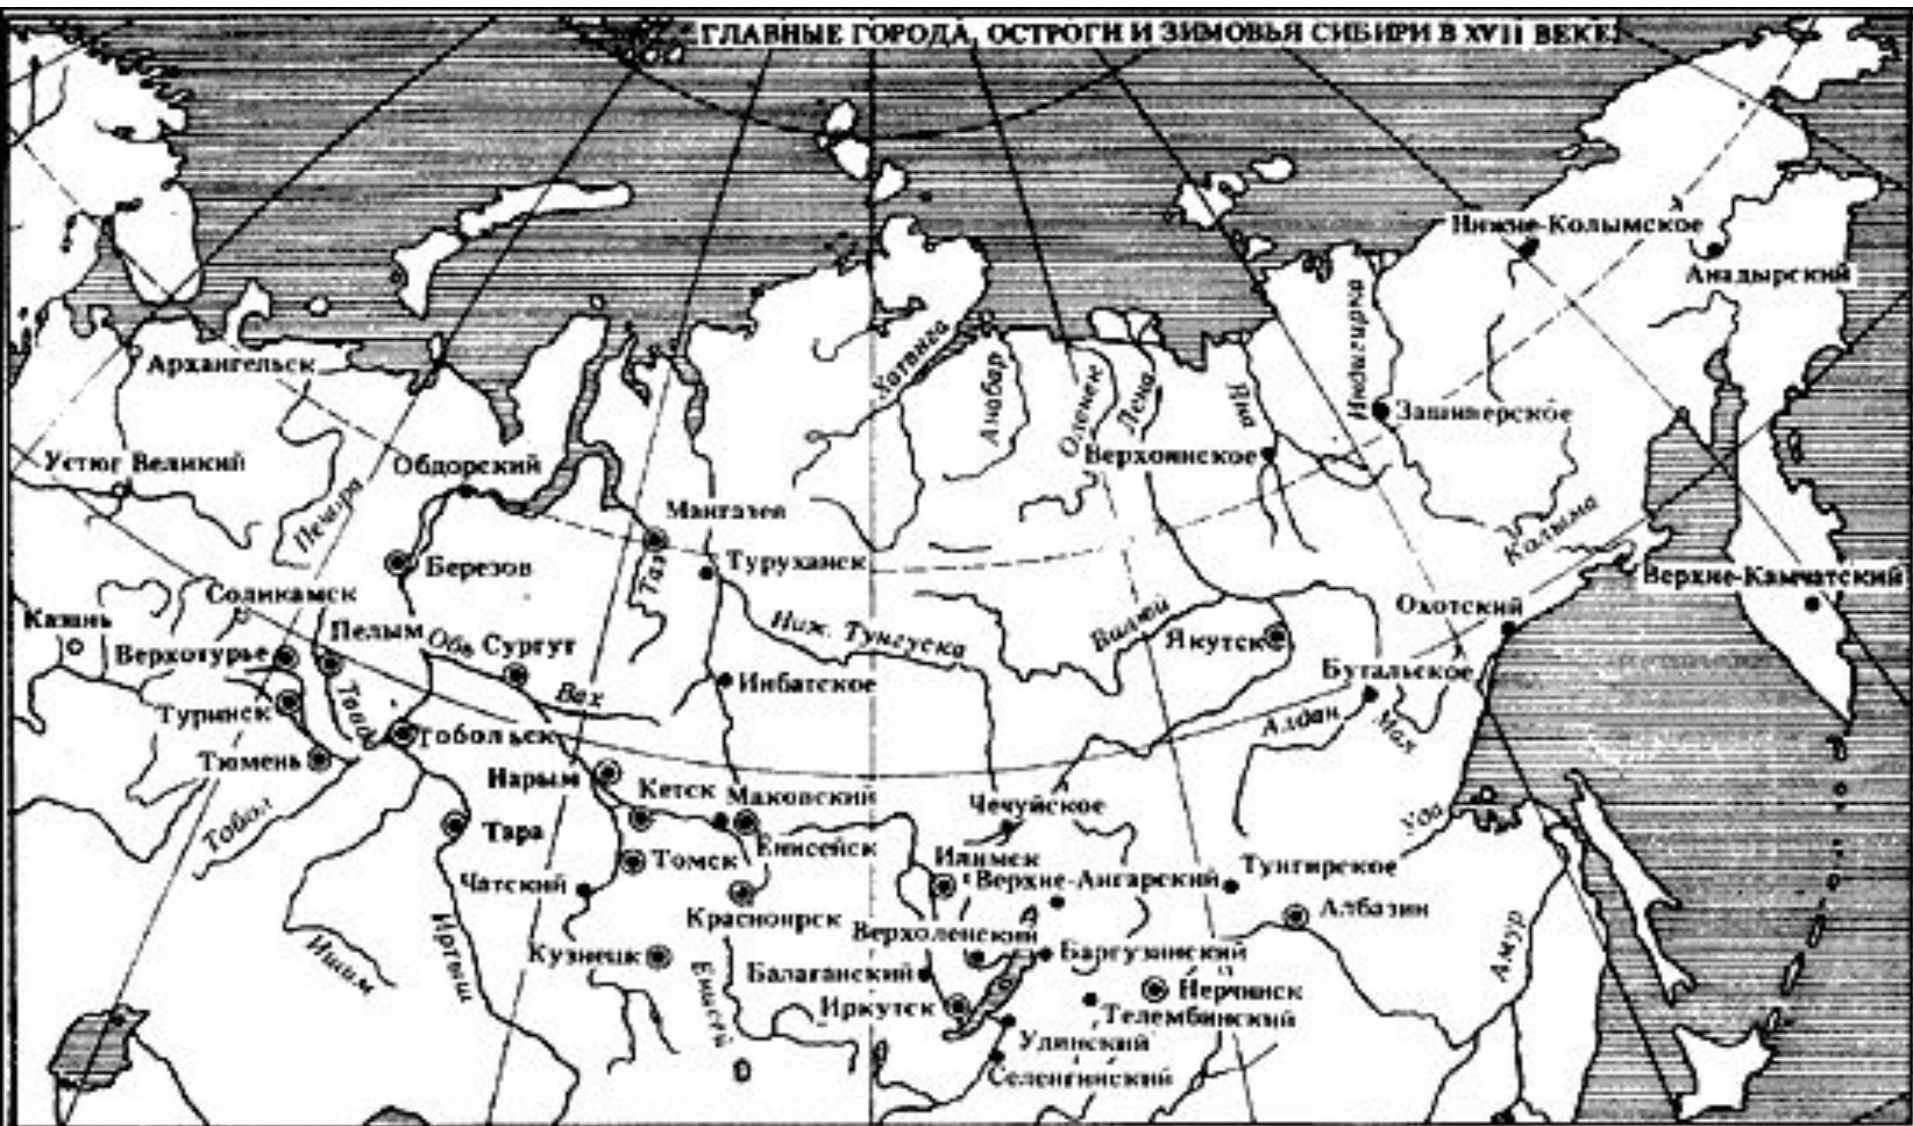 ГЛАВНЫЕ ГОРОДА, ОСТРОГИ И ЗИМОВЬЯ СИБИРИ В XVII ВЕКЕ
Нижне-Колымское
Анадырский
Индигирка
Хатанга
Анабар
Оленек
Лена
Яна
Архангельск
Зашиверское
Устюг Великий
Обдорский
Верхоянское
Печора
Мангазея
Колыма
Березов
Таз
Туруханск
Верхне-Камчатский
Соликамск
Казань
Охотский
Пелым
Обь
Сургут
Ниж. Тунгуска
Вилюй
Якутск
Верхотурье
Бутальское
Инбатское
Вах
Туринск
Тавда
Алдан
Мая
Тобольск
Тюмень
Нарым
Кетск
Маковский
Чечуйское
Тобол
Уда
Тара
Енисейск
Томск
Илимск
Тунгирское
Чатский
Верхне-Ангарский
Красноярск
Албазин
Верхоленский
Иртыш
Ишим
Кузнецк
Енисей
Балаганский
Баргузинский
Амур
Нерчинск
Иркутск
Телембинский
Удинский
Селенгинский